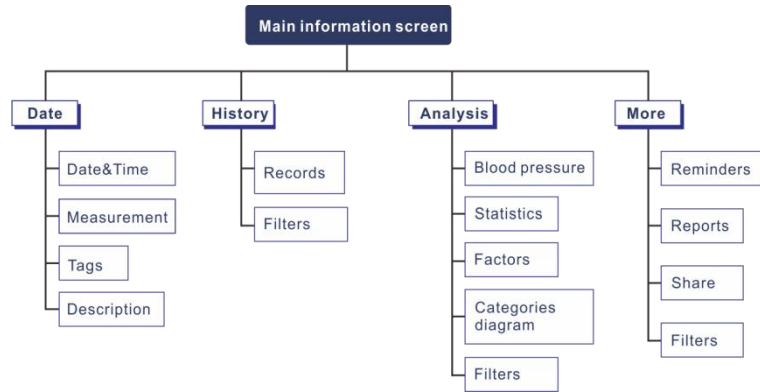 Main information screen
Date
History
Analysis
More
Date&Time
Measurement
Tags
Description
Records
Filters
Blood pressure
Statistics
Factors
Categories
diagram
Filters
Reminders
Reports
Share
Filters